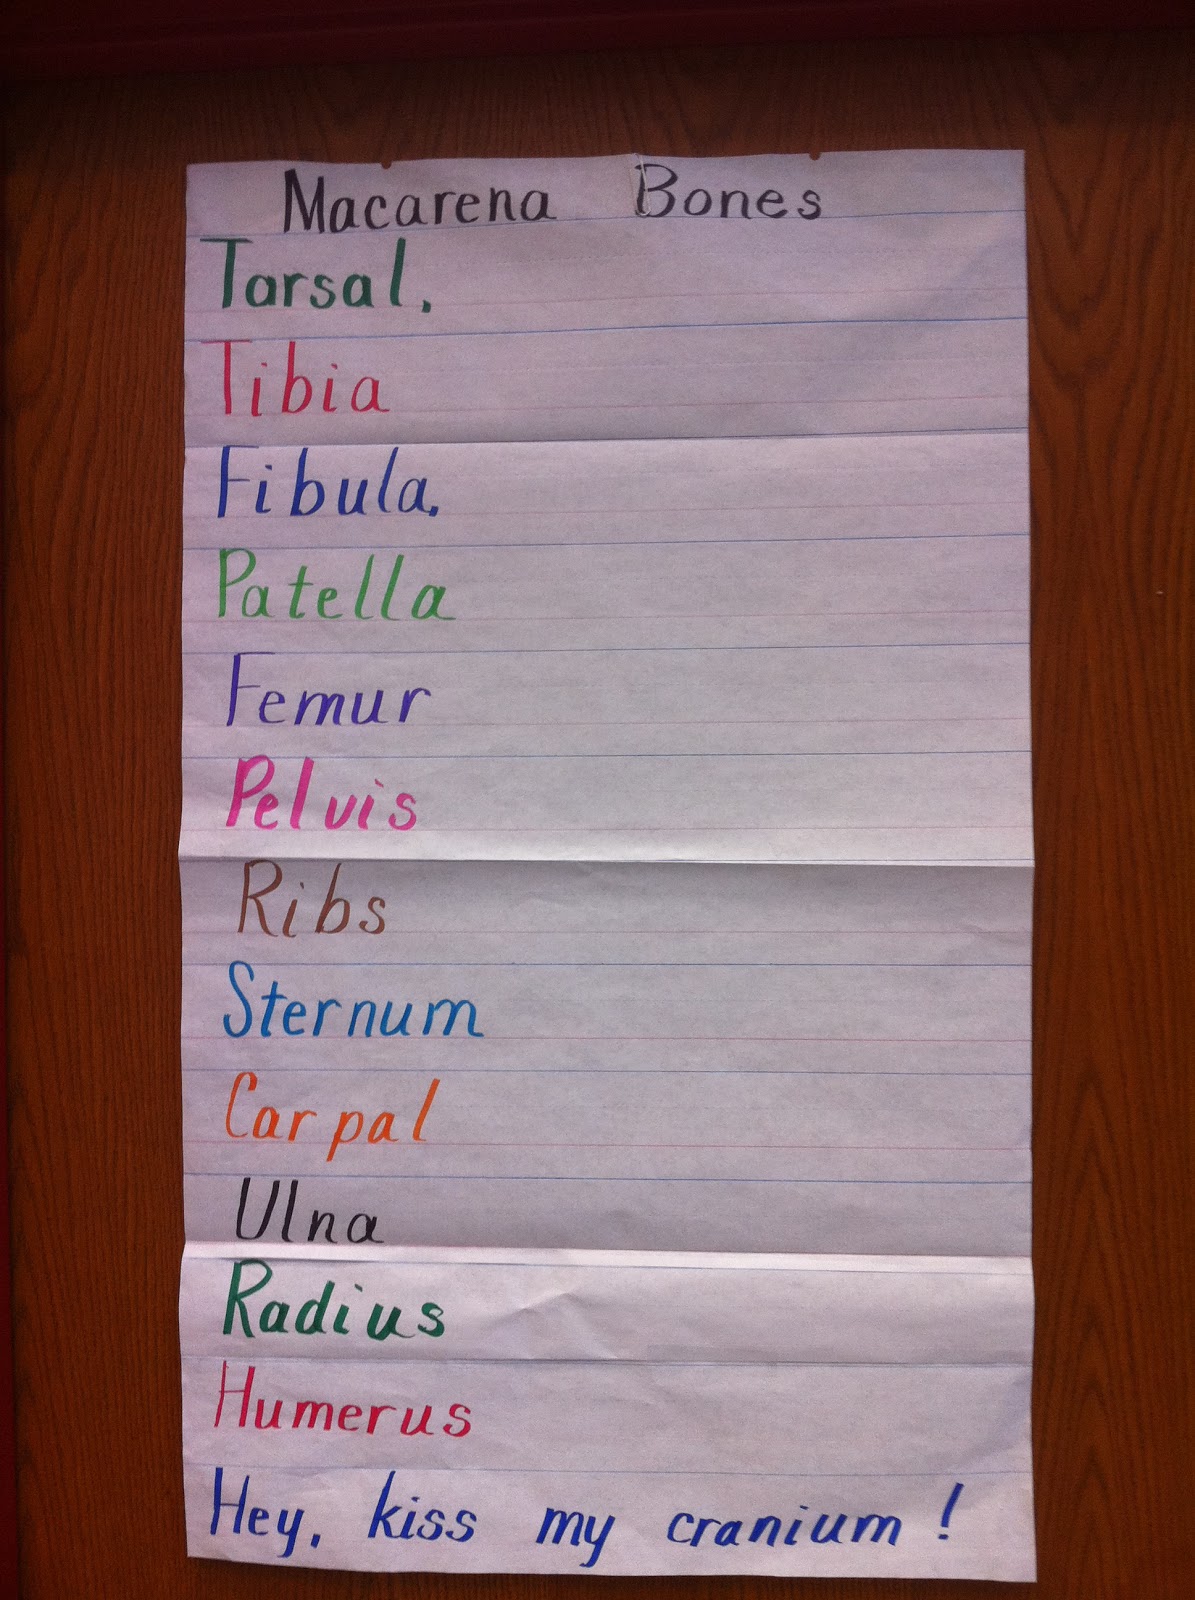 Macarena Bones
Tarsal,
Tibia
Fibula,
Patella
Femur
Pelvis
Ribs
Sternum
Carpal
Ulna
Radius
Humerus
Hey, kiss my cranium!